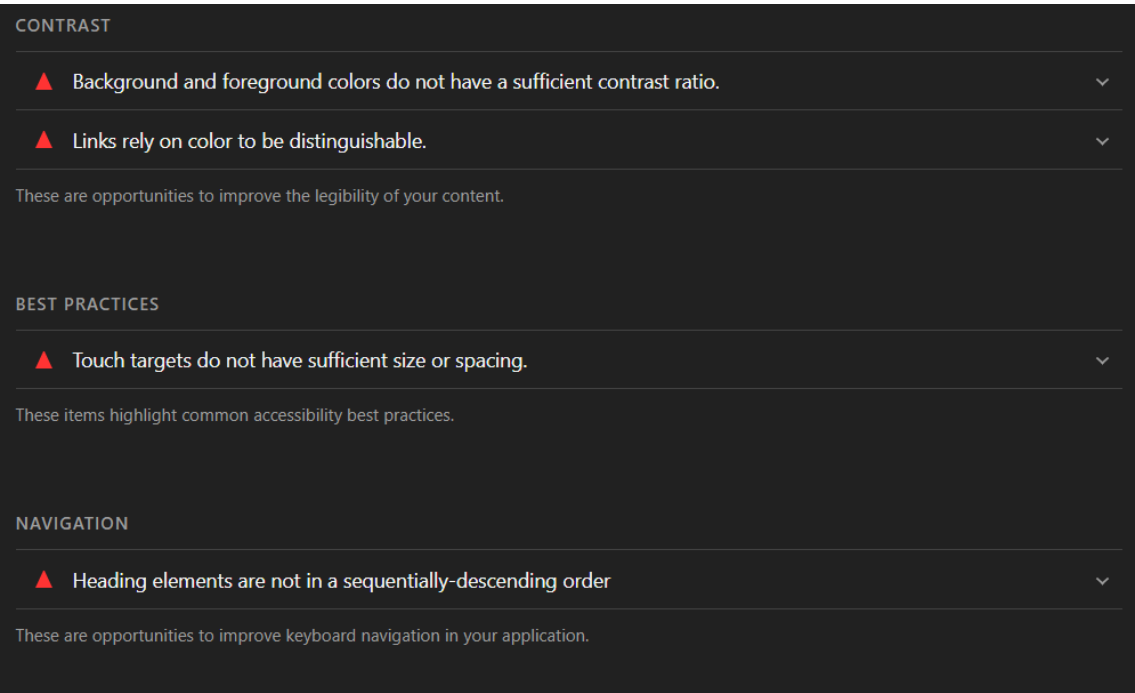 CONTRAST
Background and foreground colors do not have a sufficient contrast ratio.
Links rely on color to be distinguishable.
These are opportunities to improve the legibility of your content.
BEST PRACTICES
Touch targets do not have sufficient size or spacing.
These items highlight common accessibility best practices.
NAVIGATION
Heading elements are not in a sequentially-descending order
These are opportunities to improve keyboard navigation in your application.